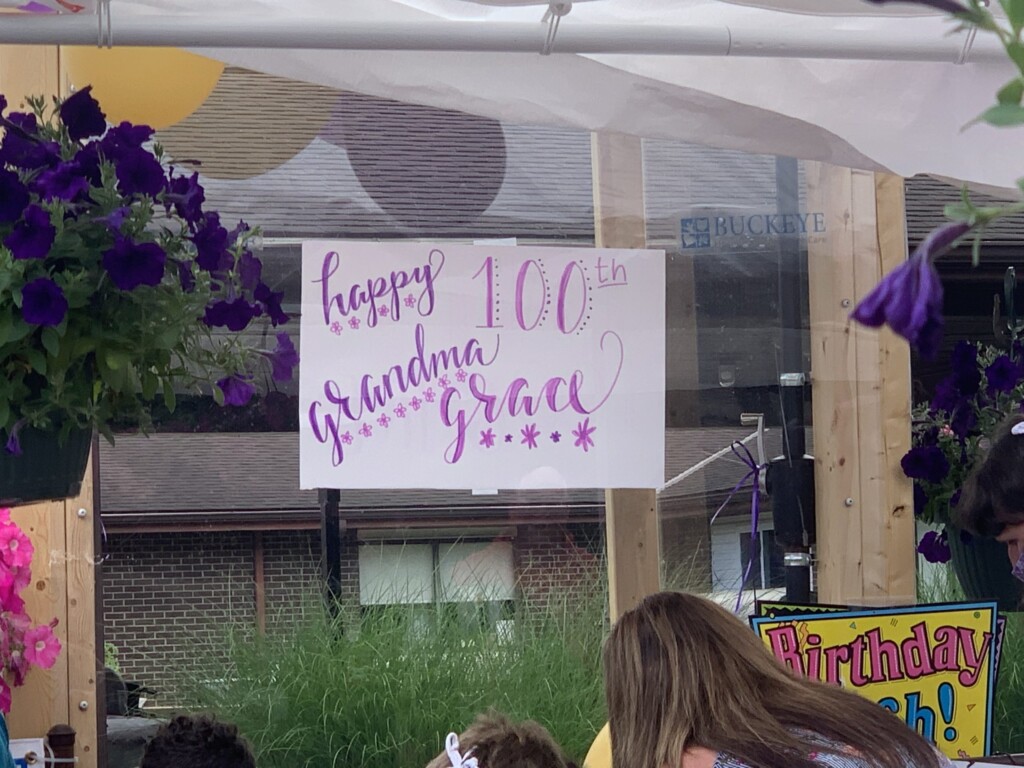 BUCKEYE
happy 100th
grandma
grace
Birthday
h!